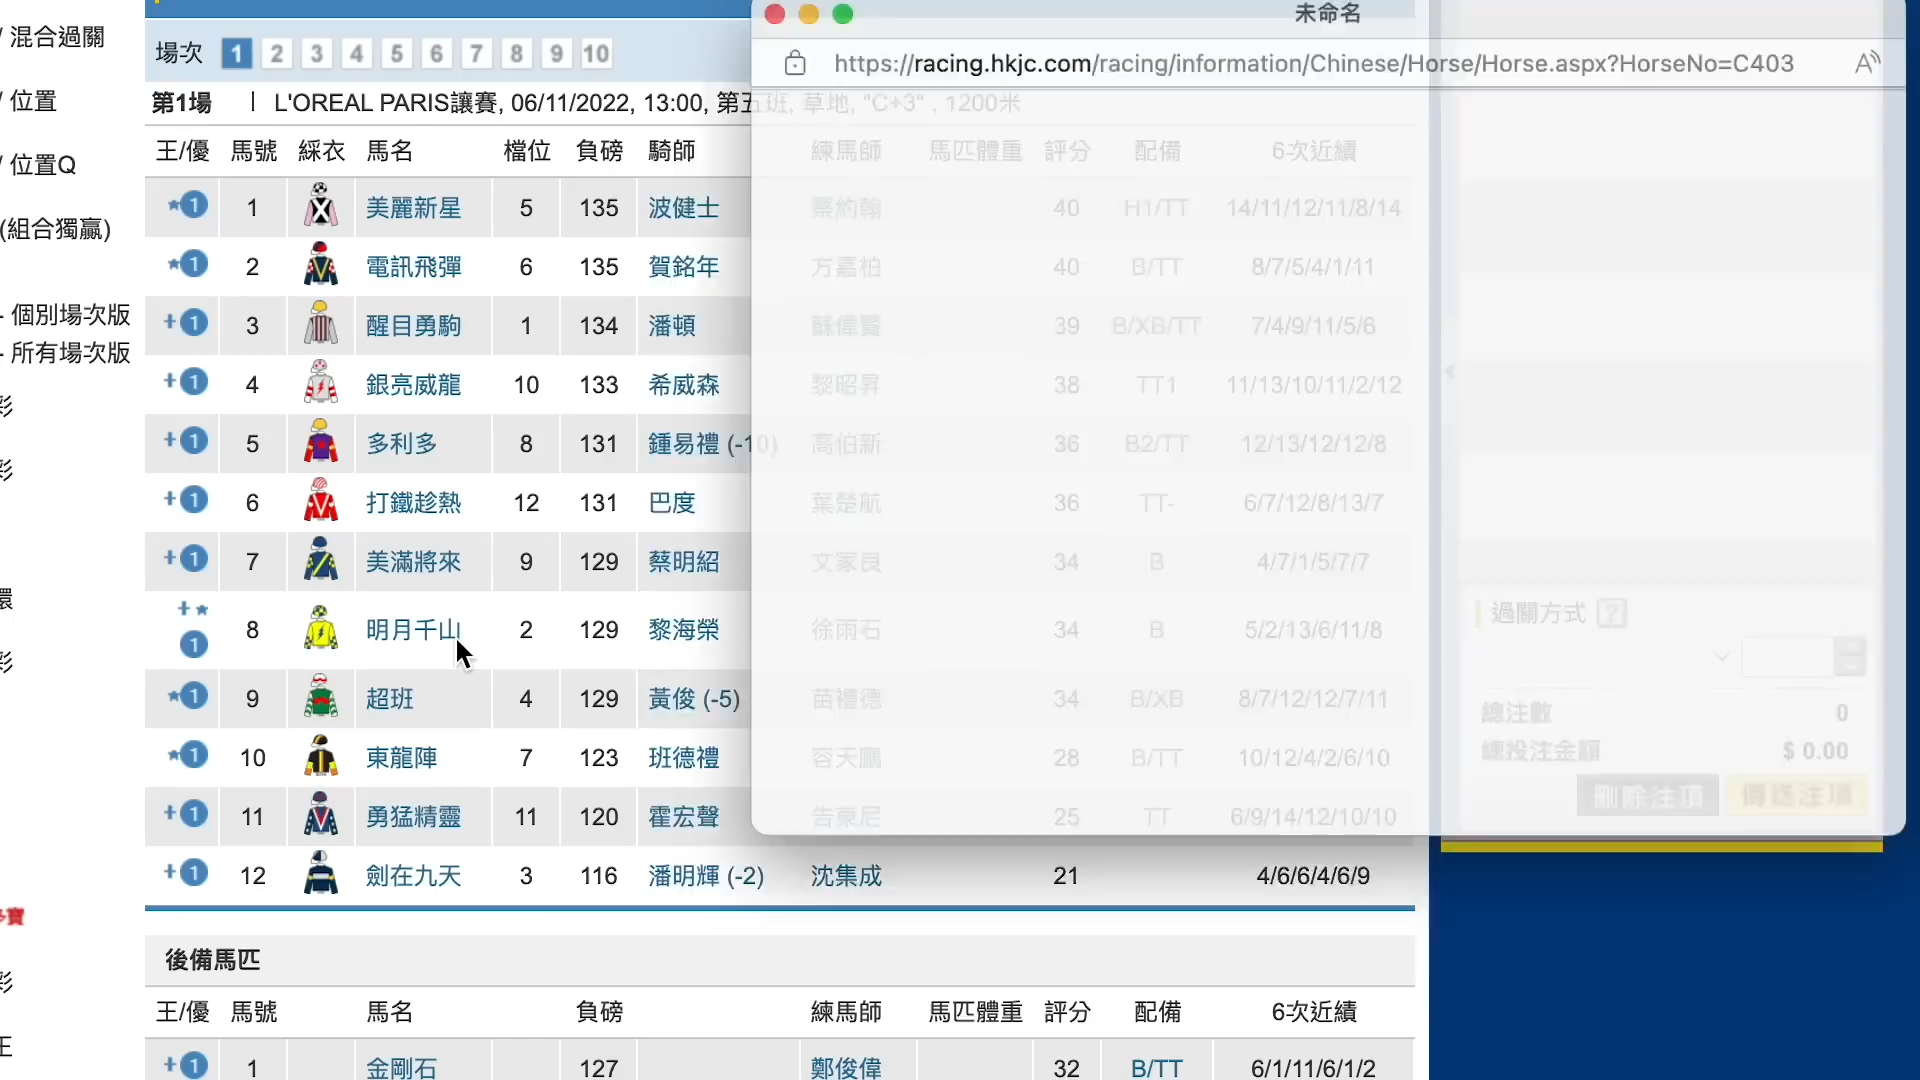 / 混合過關
/ 位置
/ 位置Q
(組合獨贏)
- 個別場次版
- 所有場次版
彩
彩
環
彩
多寶
彩
王
未命名
https://racing.hkjc.com/racing/information/Chinese/Horse/Horse.aspx?HorseNo=C403
場次 1 2 3 4 5 6 7 8 9 10
第1場 | L'OREAL PARIS讓賽, 06/11/2022, 13:00, 第五班, 草地, "C+3" , 1200米
王/優 馬號 綵衣 馬名 檔位 負磅 騎師 練馬師 馬匹體重 評分 配備 6次近績
★1 1 美麗新星 5 135 波健士 蔡約翰 40 H1/TT 14/11/12/11/8/14
★1 2 電訊飛彈 6 135 賀銘年 方嘉柏 40 B/TT 8/7/5/4/1/11
+1 3 醒目勇駒 1 134 潘頓 蘇偉賢 39 B/XB/TT 7/4/9/11/5/6
+1 4 銀亮威龍 10 133 希威森 黎昭昇 38 TT1 11/13/10/11/2/12
+1 5 多利多 8 131 鍾易禮 (-10) 高伯新 36 B2/TT 12/13/12/12/8
+1 6 打鐵趁熱 12 131 巴度 葉楚航 36 TT- 6/7/12/8/13/7
+1 7 美滿將來 9 129 蔡明紹 文家良 34 B 4/7/1/5/7/7
+★1 8 明月千山 2 129 黎海榮 徐雨石 34 B 5/2/13/6/11/8
★1 9 超班 4 129 黃俊 (-5) 苗禮德 34 B/XB 8/7/12/12/7/11
★1 10 東龍陣 7 123 班德禮 容天鵬 28 B/TT 10/12/4/2/6/10
+1 11 勇猛精靈 11 120 霍宏聲 告東尼 25 TT 6/9/14/12/10/10
+1 12 劍在九天 3 116 潘明輝 (-2) 沈集成 21 4/6/6/4/6/9
後備馬匹
王/優 馬號 馬名 負磅 練馬師 馬匹體重 評分 配備 6次近績
+1 1 金剛石 127 鄭俊偉 32 B/TT 6/1/11/6/1/2
過關方式 ?
總注數 0
總投注金額 $ 0.00
刪除注項 傳送注項